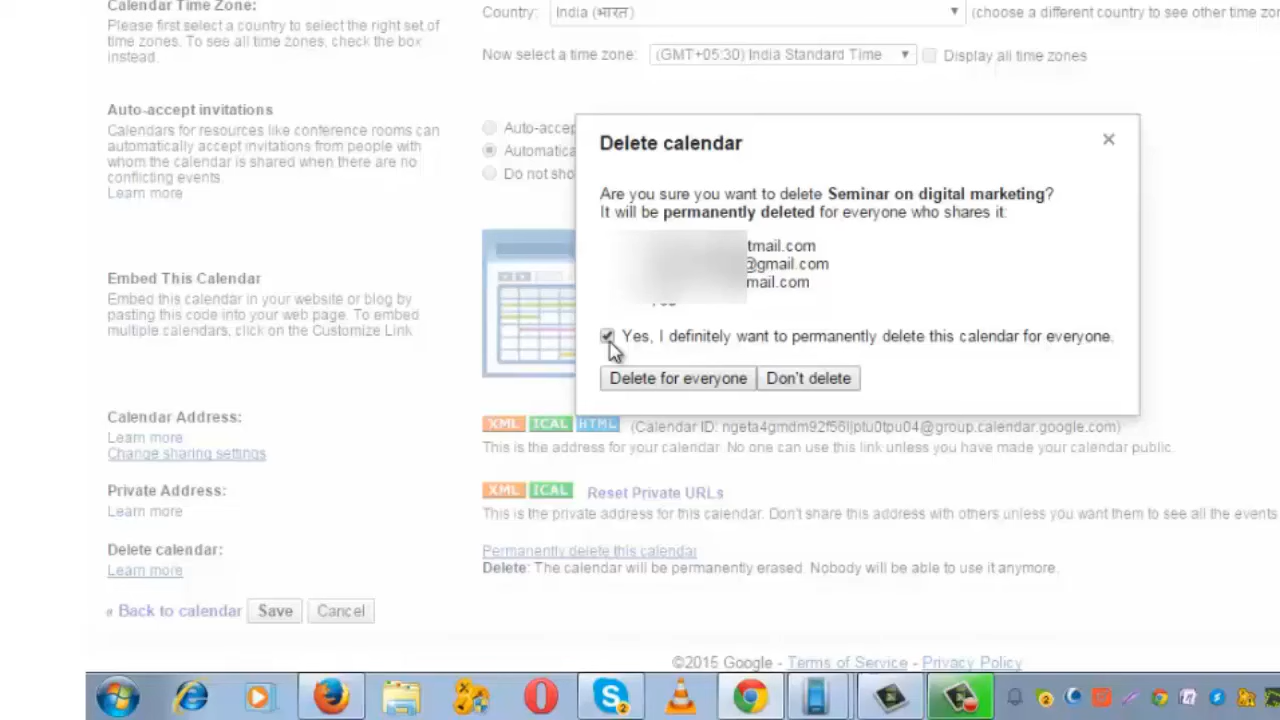 Calendar Time Zone:
Please first select a country to select the right set of
time zones. To see all time zones, check the box
instead.
Country: India (भारत) (choose a different country to see other time
Now select a time zone: (GMT+05:30) India Standard Time Display all time zones
Auto-accept invitations
Calendars for resources like conference rooms can
automatically accept invitations from people with
whom the calendar is shared when there are no
conflicting events
Learn more
Auto-accep
Automatica
Do not sho
Delete calendar
×
Are you sure you want to delete Seminar on digital marketing?
It will be permanently deleted for everyone who shares it:
tmail.com
@gmail.com
mail.com
Yes, I definitely want to permanently delete this calendar for everyone.
Delete for everyone Don't delete
Embed This Calendar
Embed this calendar in your website or blog by
pasting this code into your web page. To embed
multiple calendars, click on the Customize Link
Calendar Address:
Learn more
Change sharing settings
XML ICAL HTML (Calendar ID: @group.calendar.google.com)
This is the address for your calendar. No one can use this link unless you have made your calendar public.
Private Address:
Learn more
XML ICAL Reset Private URLs
This is the private address for this calendar. Don't share this address with others unless you want them to see all the events
Delete calendar:
Learn more
Permanently delete this calendar
Delete: The calendar will be permanently erased. Nobody will be able to use it anymore.
« Back to calendar Save Cancel
©2015 Google - Terms of Service - Privacy Policy